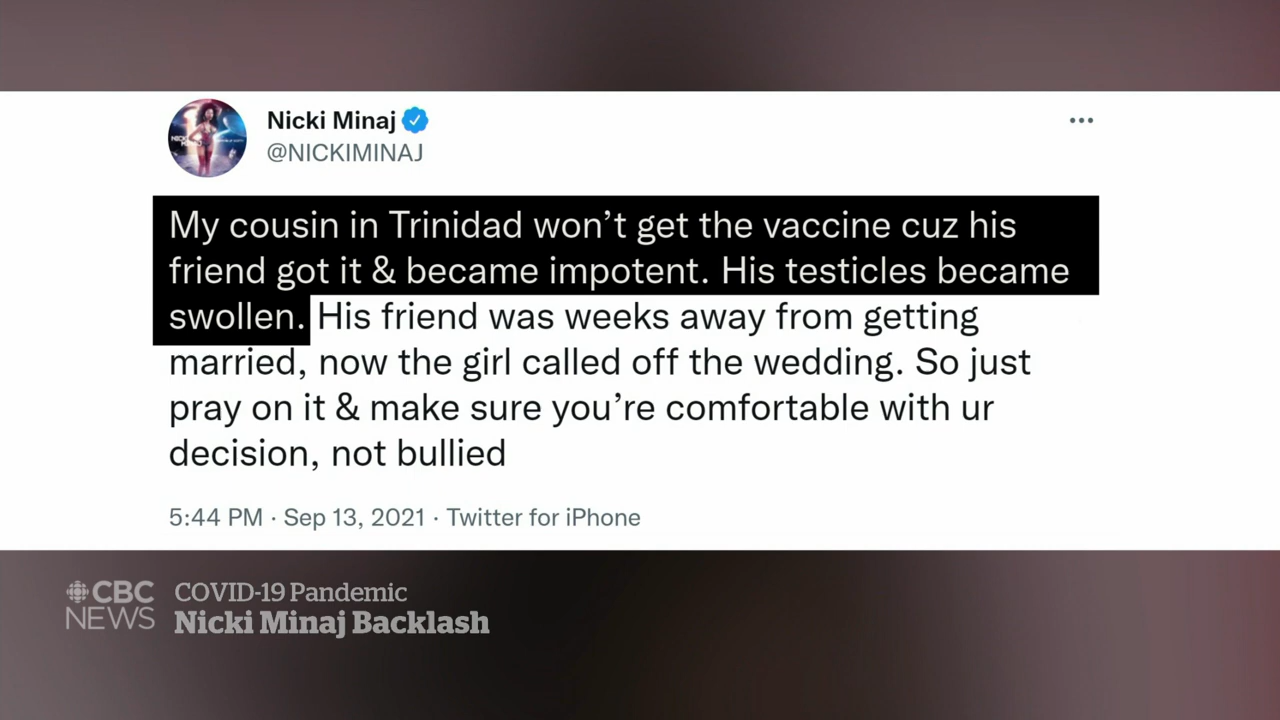 Nicki Minaj
@NICKIMINAJ
My cousin in Trinidad won’t get the vaccine cuz his
friend got it & became impotent. His testicles became
swollen. His friend was weeks away from getting
married, now the girl called off the wedding. So just
pray on it & make sure you’re comfortable with ur
decision, not bullied
5:44 PM · Sep 13, 2021 · Twitter for iPhone
CBC
NEWS
COVID-19 Pandemic
Nicki Minaj Backlash